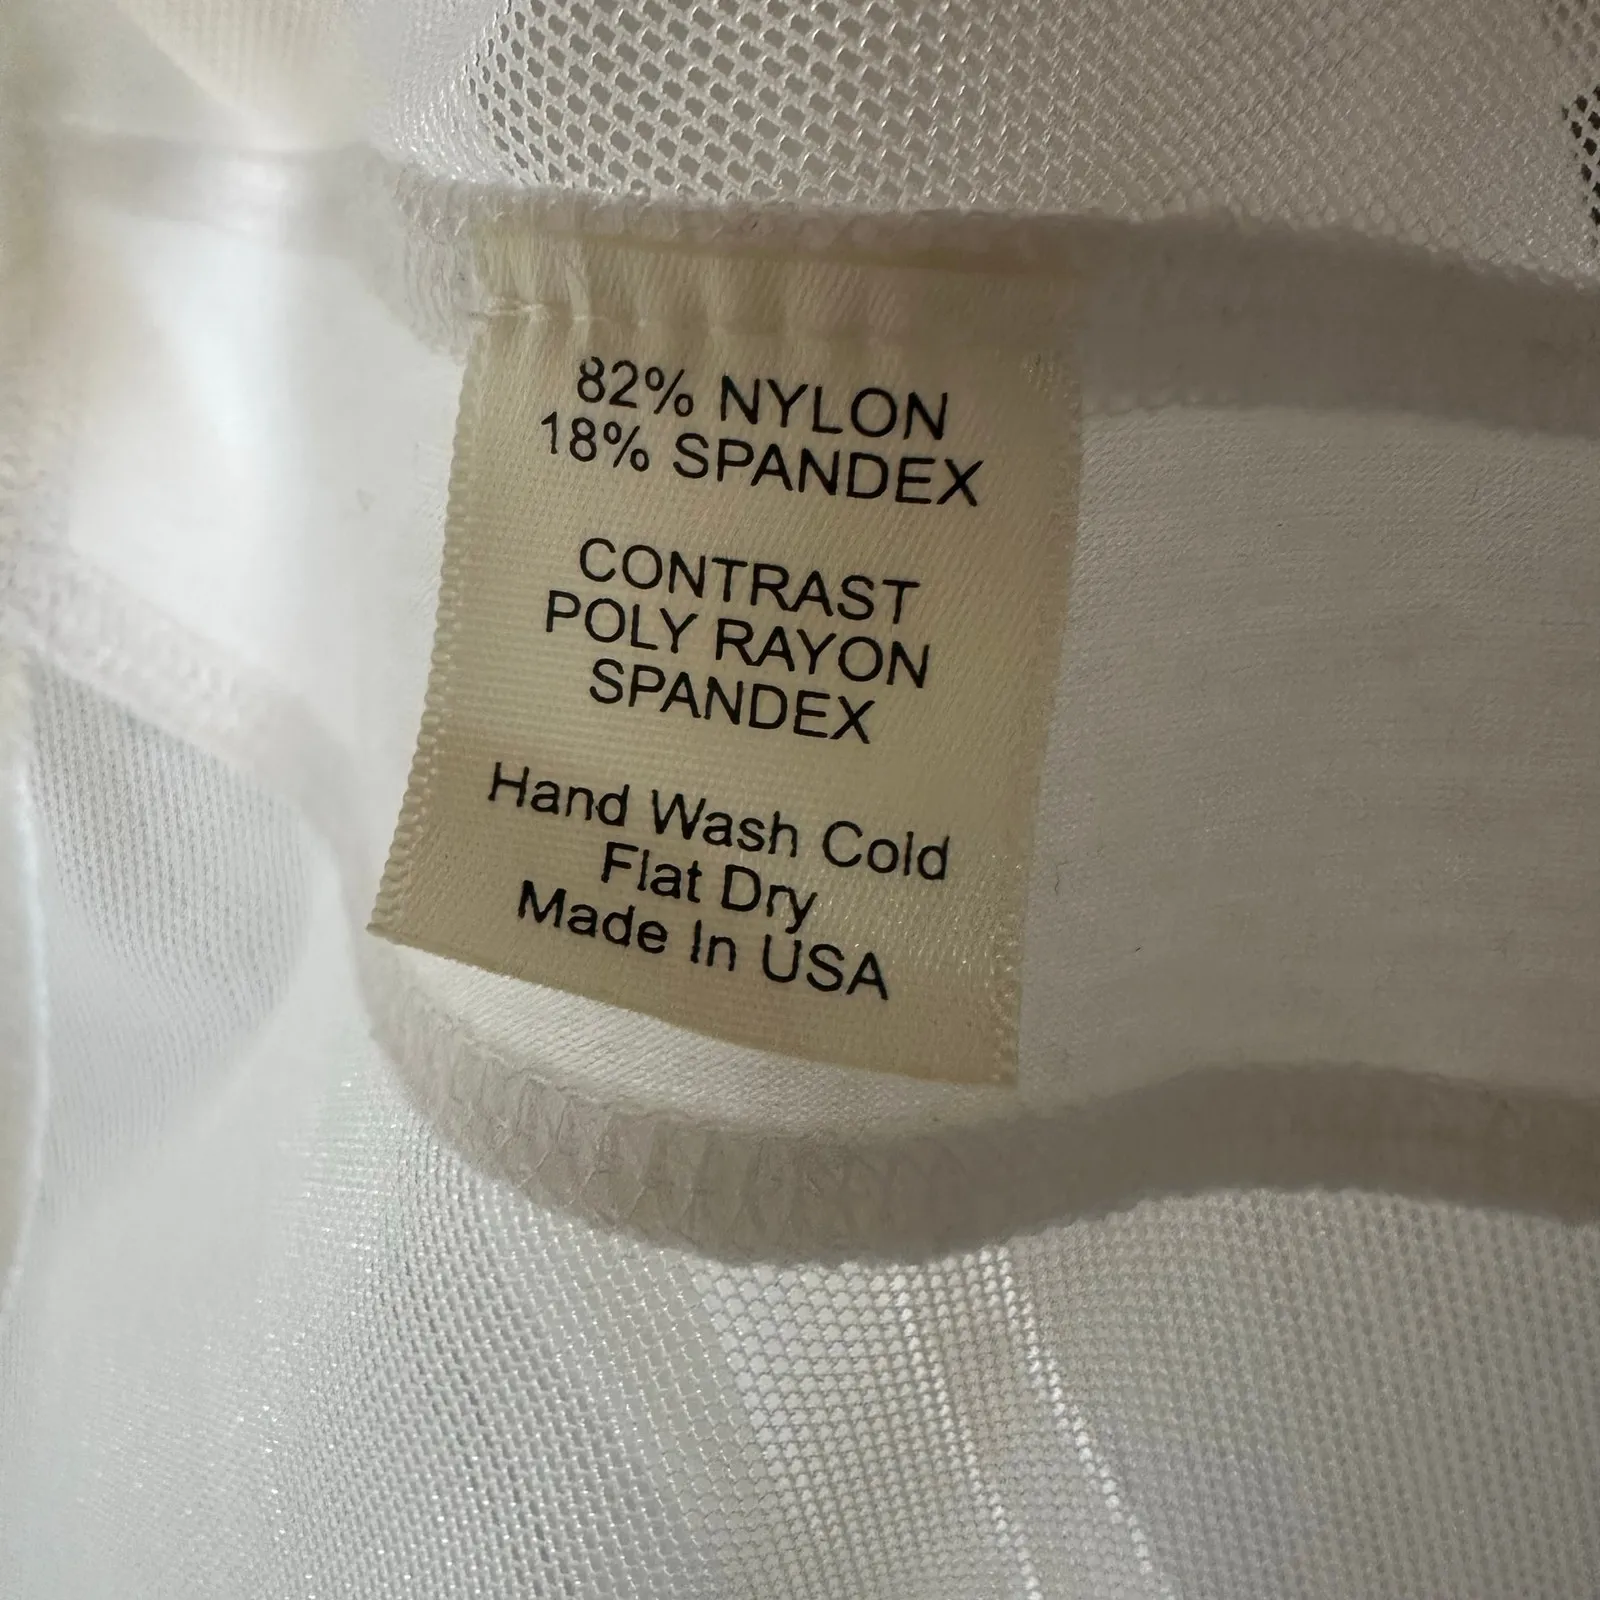 82% NYLON
18% SPANDEX
CONTRAST
POLY RAYON
SPANDEX
Hand Wash Cold
Flat Dry
Made In USA